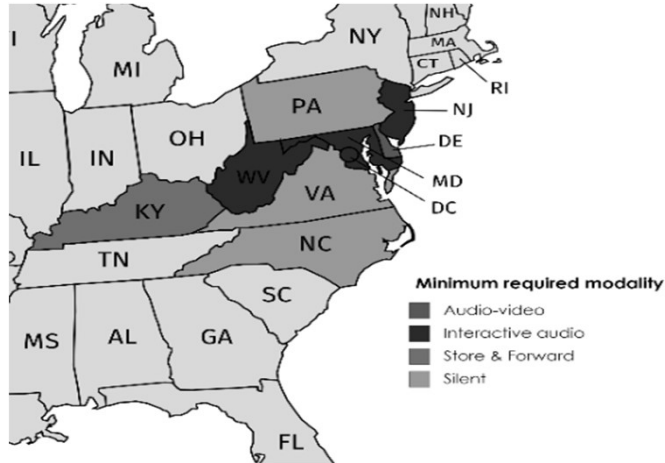 NH
NY
MA
I
CT
MI
RI
PA
NJ
OH
IL
IN
DE
WV
MD
VA
KY
DC
NC
TN
SC
Minimum required modality
Audio-video
Interactive audio
Store & Forward
Silent
MS
AL
GA
FL